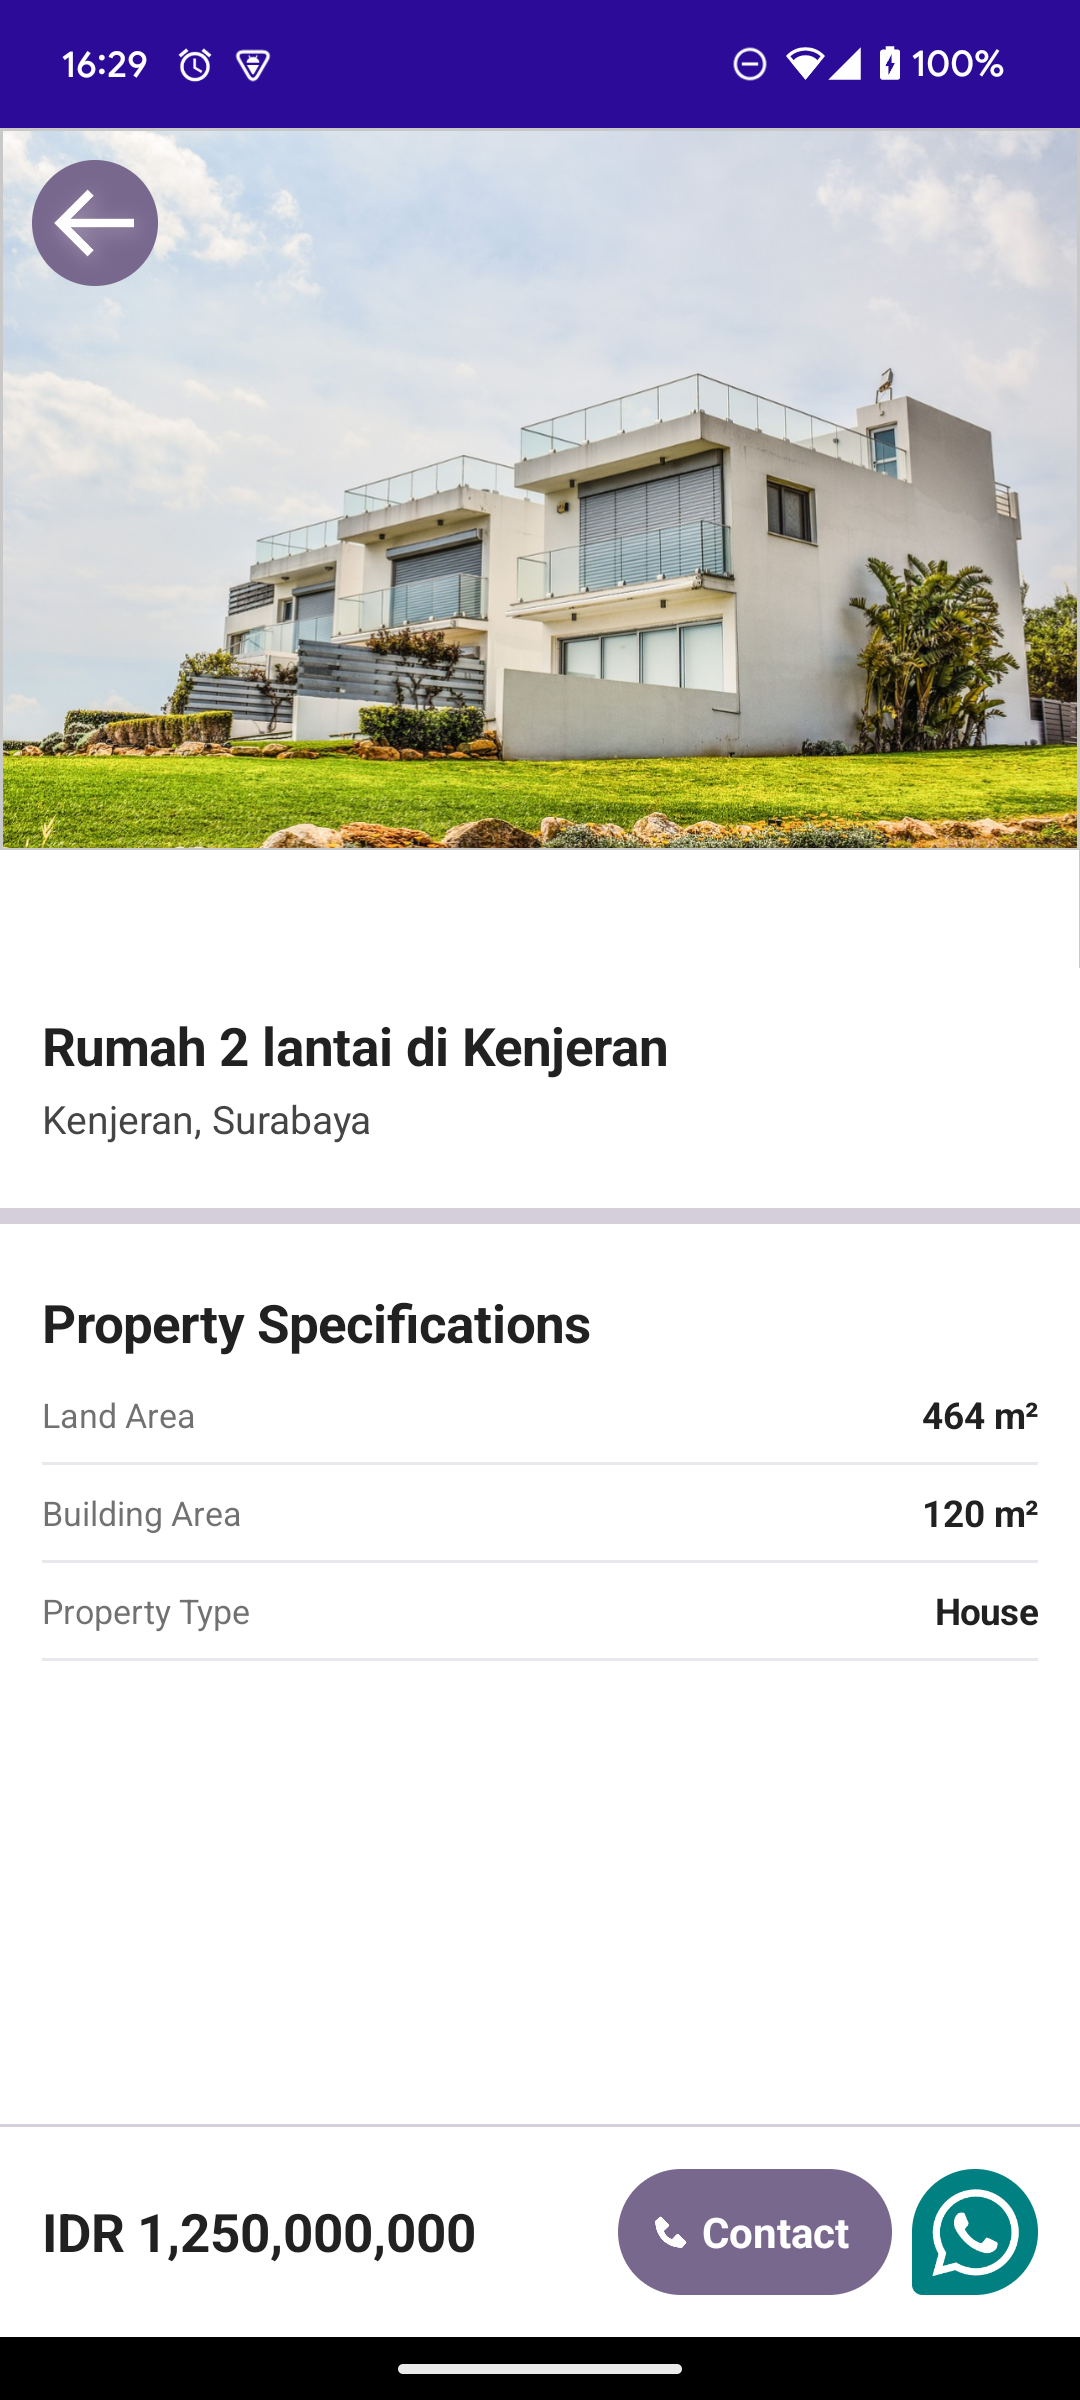 16:29
100%
Rumah 2 lantai di Kenjeran
Kenjeran, Surabaya
Property Specifications
Land Area 464 m²
Building Area 120 m²
Property Type House
IDR 1,250,000,000 Contact